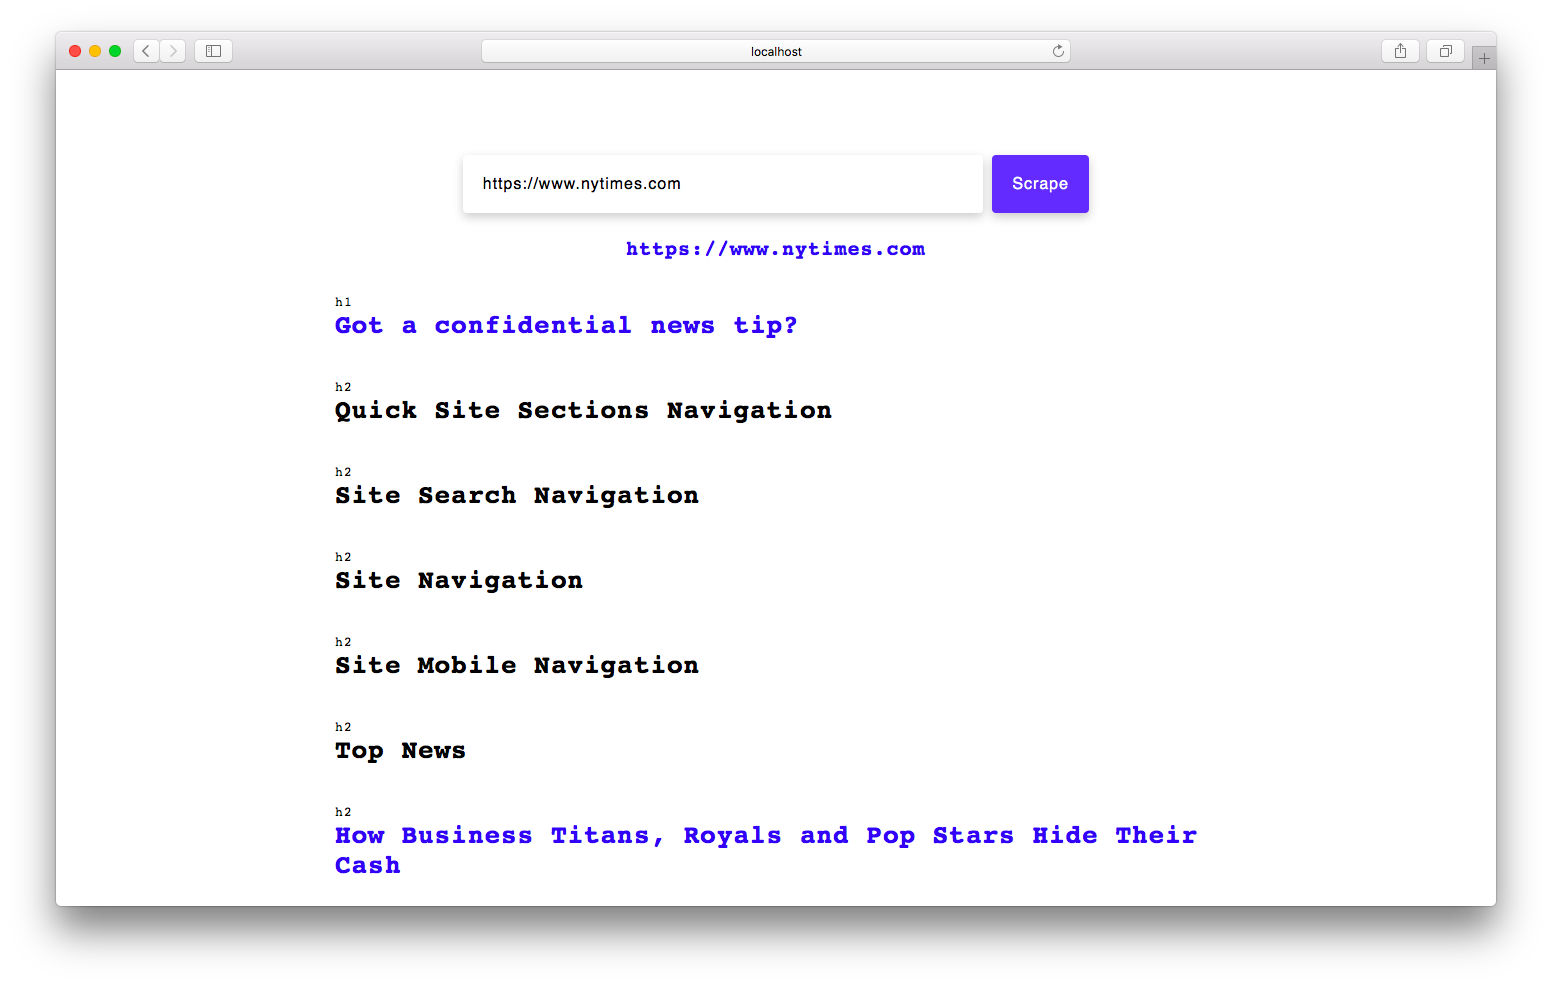 localhost
https://www.nytimes.com
Scrape
https://www.nytimes.com
h1
Got a confidential news tip?
h2
Quick Site Sections Navigation
h2
Site Search Navigation
h2
Site Navigation
h2
Site Mobile Navigation
h2
Top News
h2
How Business Titans, Royals and Pop Stars Hide Their
Cash